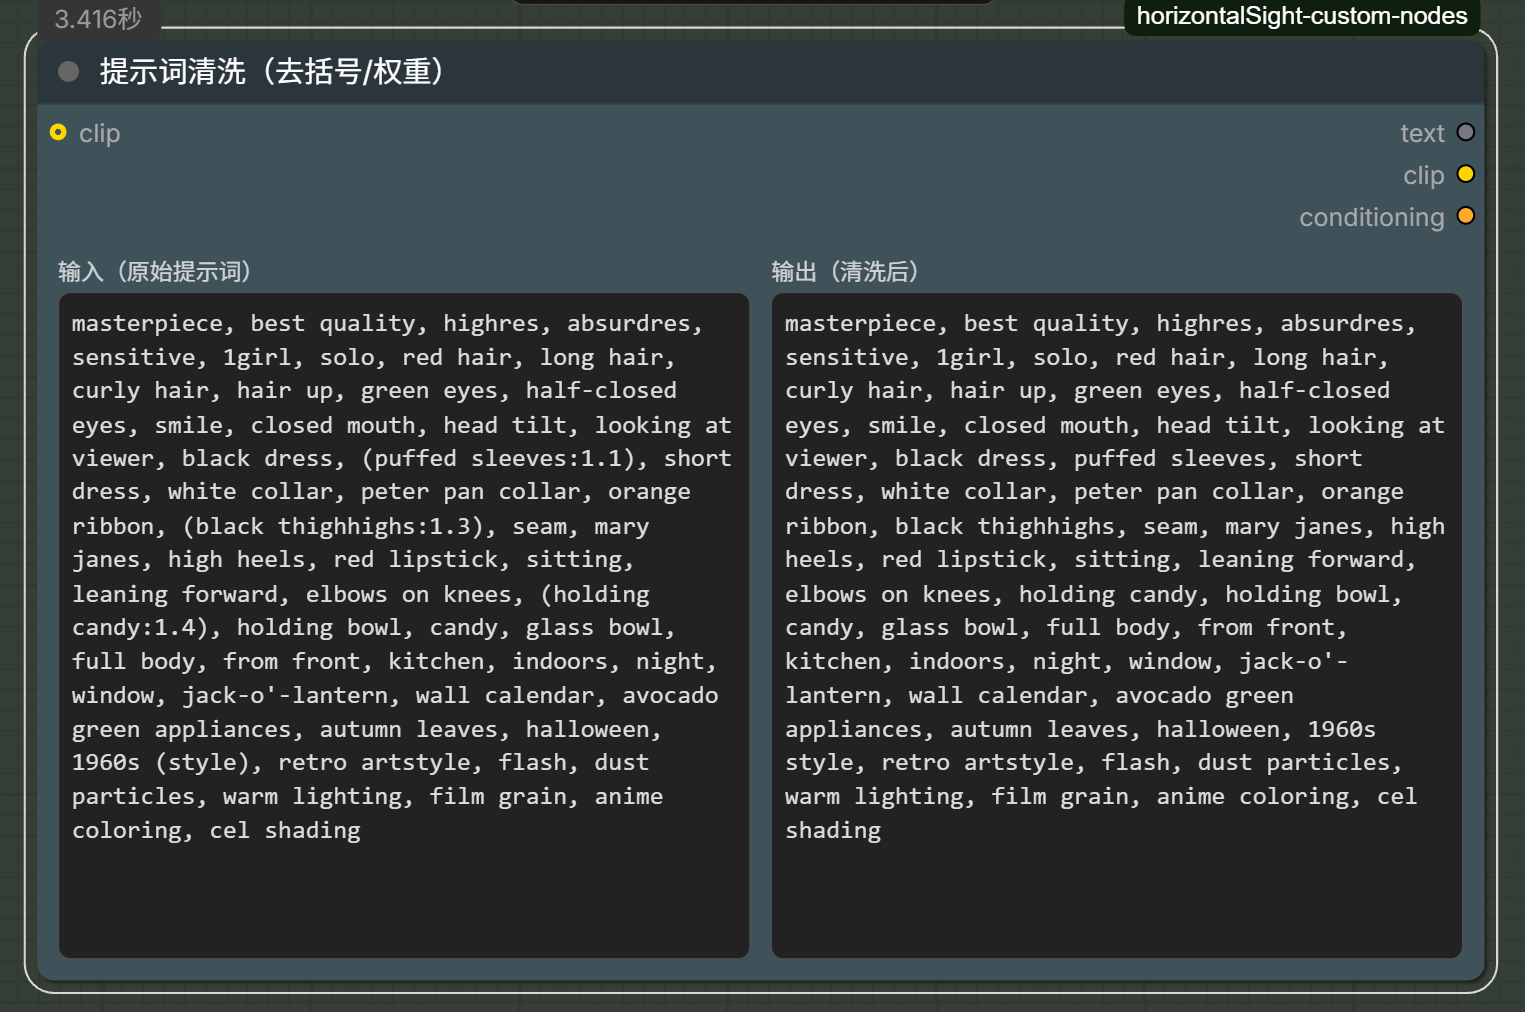 3.416秒
horizontalSight-custom-nodes
提示词清洗（去括号/权重）
clip
text
clip
conditioning
输入（原始提示词）
masterpiece, best quality, highres, absurdres,
sensitive, 1girl, solo, red hair, long hair,
curly hair, hair up, green eyes, half-closed
eyes, smile, closed mouth, head tilt, looking at
viewer, black dress, (puffed sleeves:1.1), short
dress, white collar, peter pan collar, orange
ribbon, (black thighhighs:1.3), seam, mary
janes, high heels, red lipstick, sitting,
leaning forward, elbows on knees, (holding
candy:1.4), holding bowl, candy, glass bowl,
full body, from front, kitchen, indoors, night,
window, jack-o'-lantern, wall calendar, avocado
green appliances, autumn leaves, halloween,
1960s (style), retro artstyle, flash, dust
particles, warm lighting, film grain, anime
coloring, cel shading
输出（清洗后）
masterpiece, best quality, highres, absurdres,
sensitive, 1girl, solo, red hair, long hair,
curly hair, hair up, green eyes, half-closed
eyes, smile, closed mouth, head tilt, looking at
viewer, black dress, puffed sleeves, short
dress, white collar, peter pan collar, orange
ribbon, black thighhighs, seam, mary janes, high
heels, red lipstick, sitting, leaning forward,
elbows on knees, holding candy, holding bowl,
candy, glass bowl, full body, from front,
kitchen, indoors, night, window, jack-o'-
lantern, wall calendar, avocado green
appliances, autumn leaves, halloween, 1960s
style, retro artstyle, flash, dust particles,
warm lighting, film grain, anime coloring, cel
shading